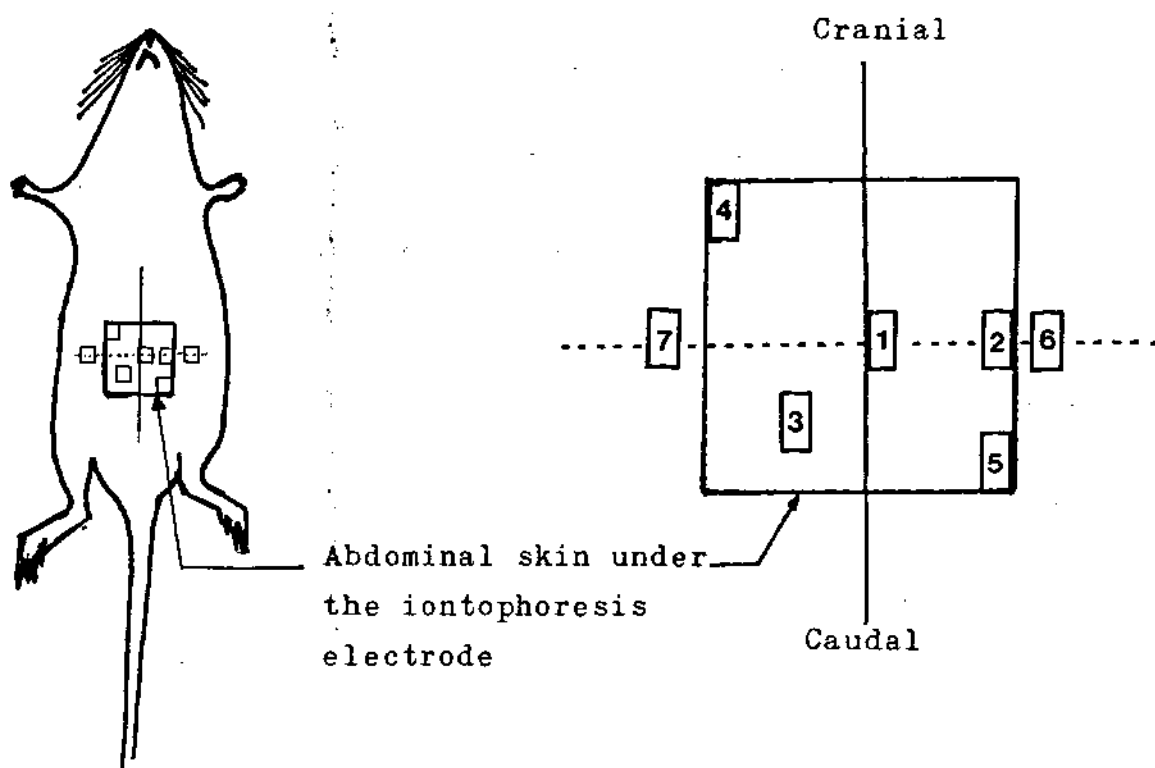 Cranial
4
7
1
2
6
3
5
Abdominal skin under
the iontophoresis
electrode
Caudal